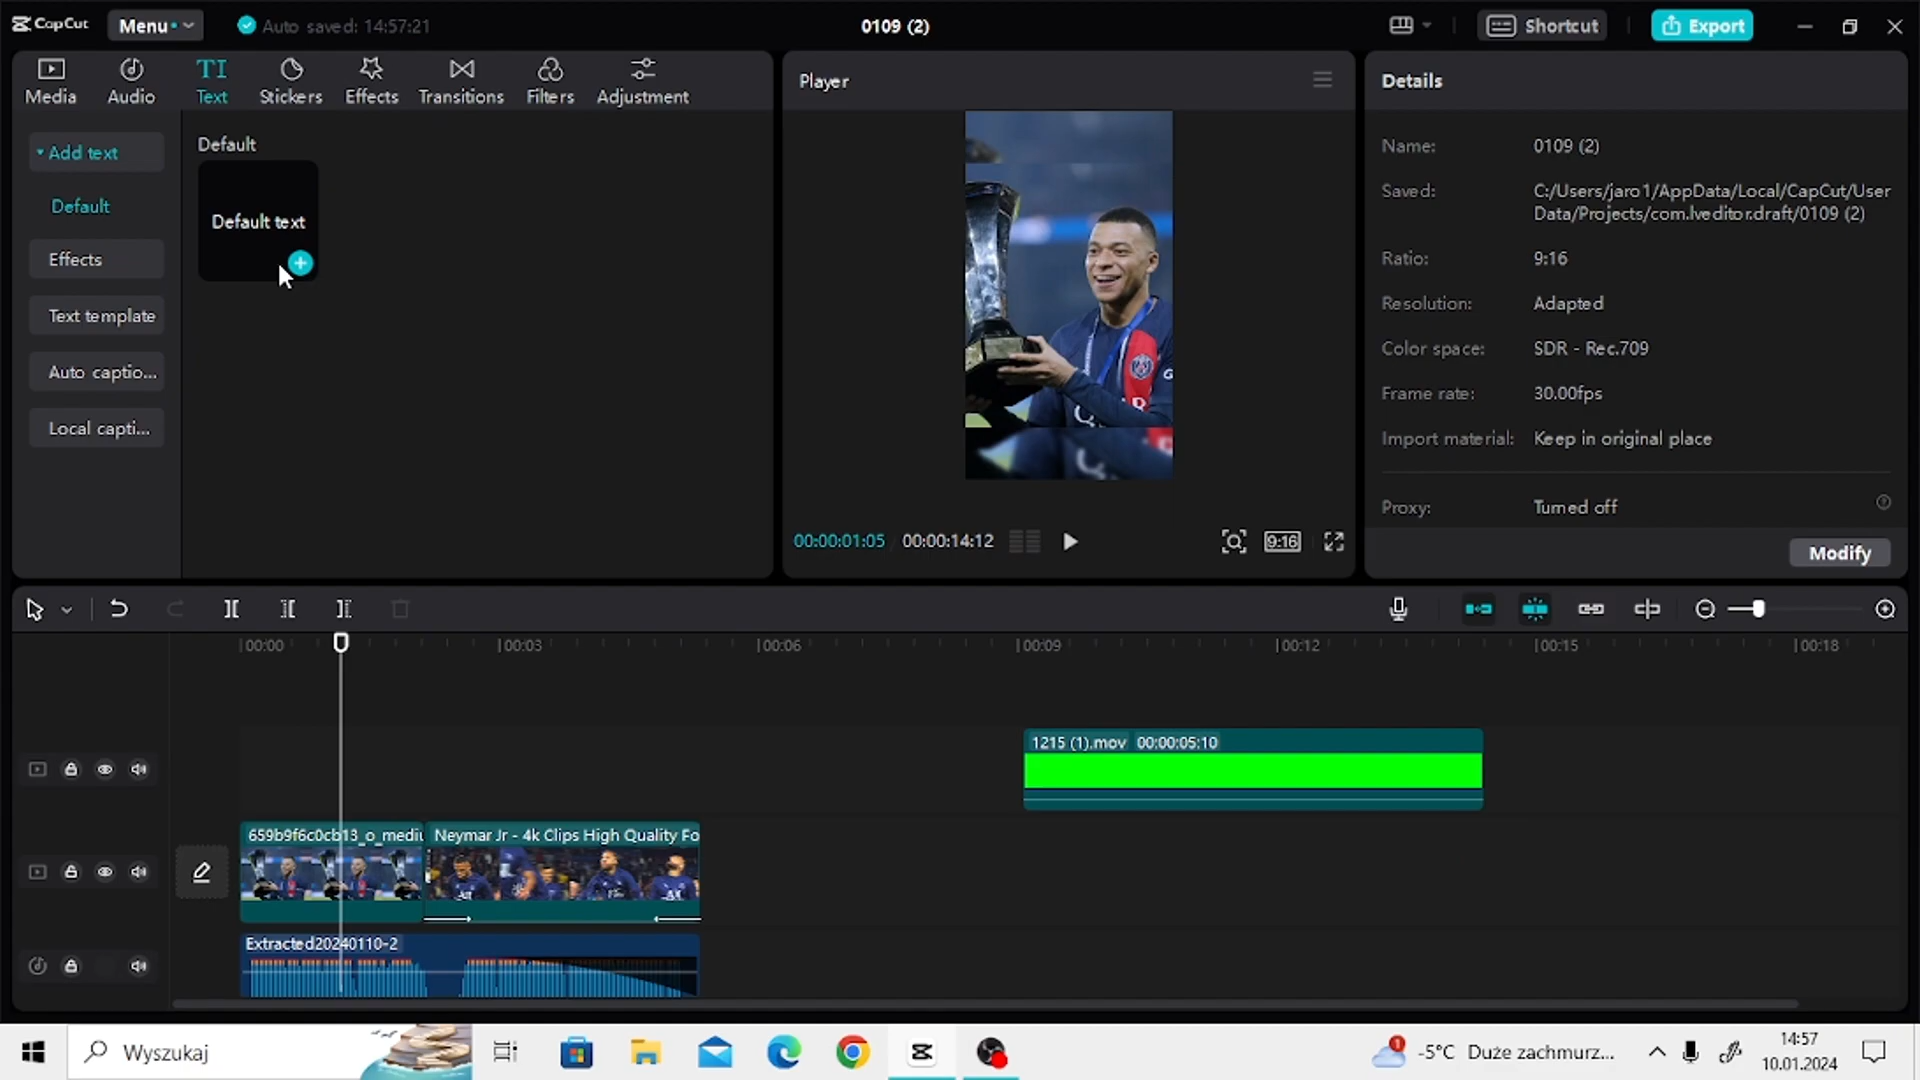 CapCut
Menu
Auto saved: 14:57:21
0109 (2)
Shortcut
Export
Media
Audio
TI
Text
Stickers
Effects
Transitions
Filters
Adjustment
Player
Details
Add text
Default
Effects
Text template
Auto captio...
Local capti...
Default
Default text
00:00:01:05
00:00:14:12
9:16
Name: 0109 (2)
Saved: C:/Users/jaro1/AppData/Local/CapCut/User
Data/Projects/com.lveditor.draft/0109 (2)
Ratio: 9:16
Resolution: Adapted
Color space: SDR - Rec.709
Frame rate: 30.00fps
Import material: Keep in original place
Proxy: Turned off
Modify
00:00
00:03
00:06
00:09
00:12
00:15
00:18
1215 (1).mov 00:00:05:10
659b9f6c0cb13_o_mediu
Neymar Jr - 4k Clips High Quality Fo
Extracted20240110-2
Wyszukaj
1
-5°C Duże zachmurz...
14:57
10.01.2024